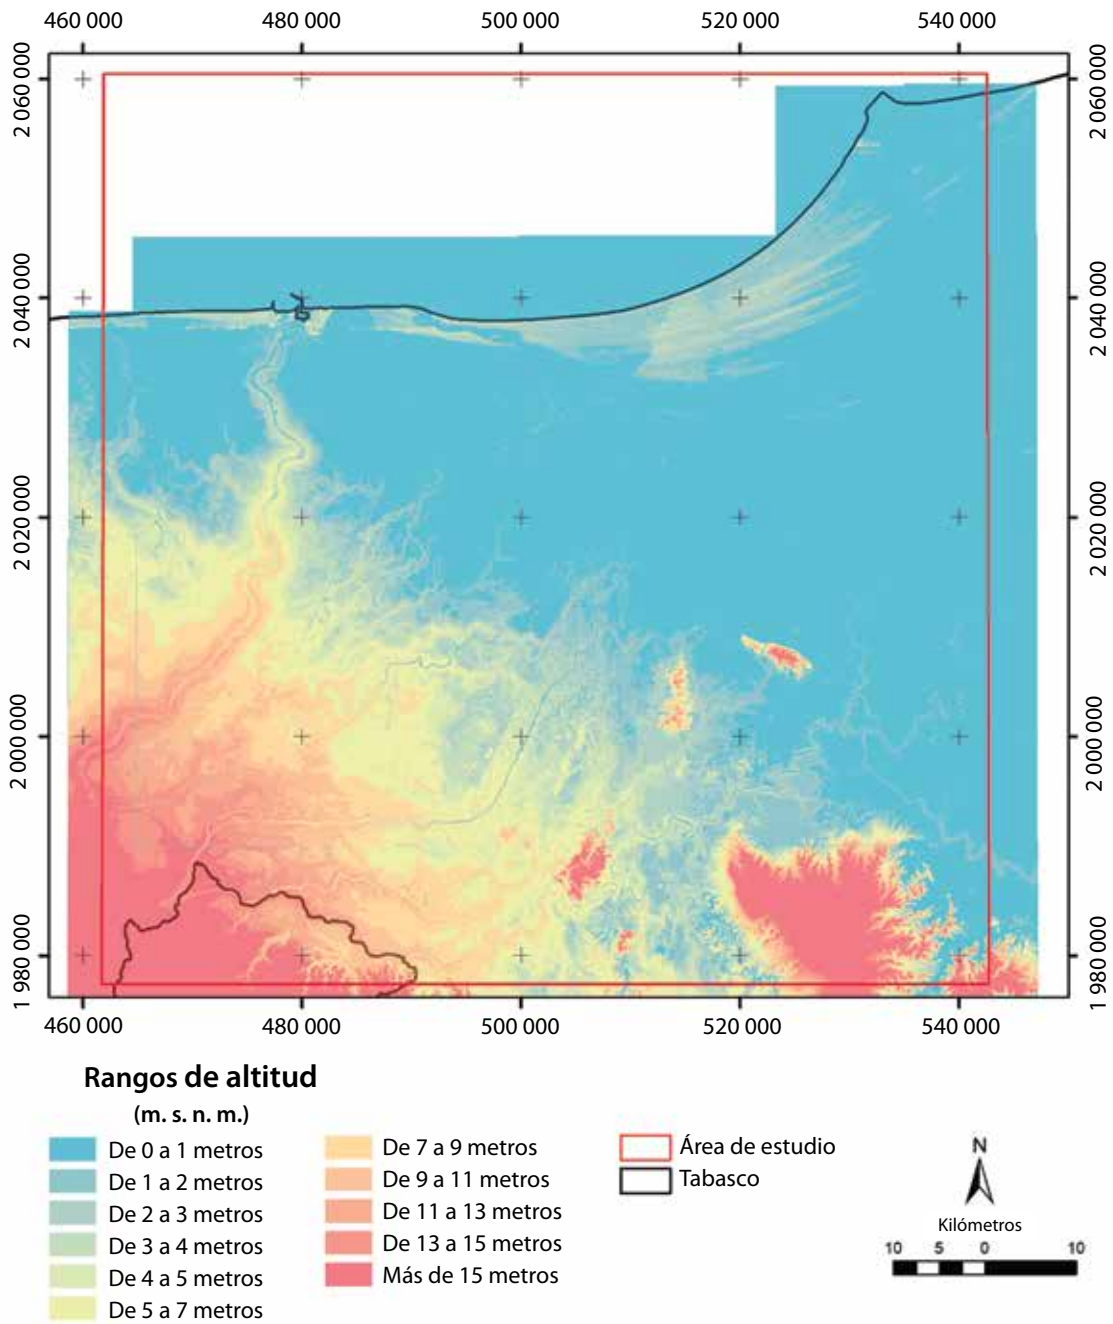 460 000 480 000 500 000 520 000 540 000
2 060 000
2 040 000
2 020 000
2 000 000
1 980 000
2 060 000
2 040 000
2 020 000
2 000 000
1 980 000
460 000 480 000 500 000 520 000 540 000
Rangos de altitud
(m. s. n. m.)
De 0 a 1 metros
De 1 a 2 metros
De 2 a 3 metros
De 3 a 4 metros
De 4 a 5 metros
De 5 a 7 metros
De 7 a 9 metros
De 9 a 11 metros
De 11 a 13 metros
De 13 a 15 metros
Más de 15 metros
Área de estudio
Tabasco
N
Kilómetros
10 5 0 10